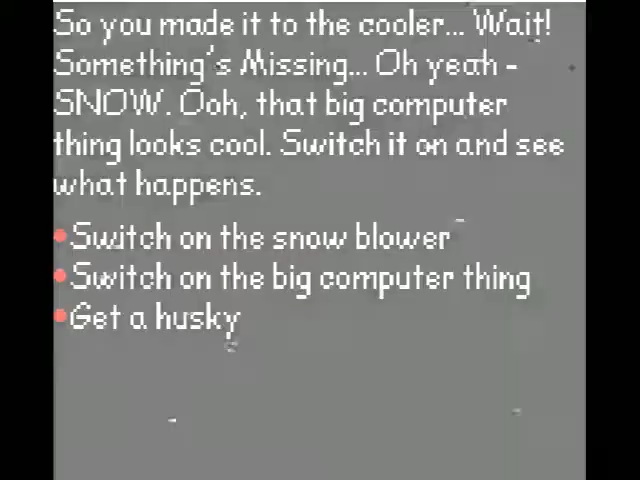 So you made it to the cooler... Wait!
Something's Missing... Oh yeah -
SNOW. Ooh, that big computer
thing looks cool. Switch it on and see
what happens.
•Switch on the snow blower
•Switch on the big computer thing
•Get a husky